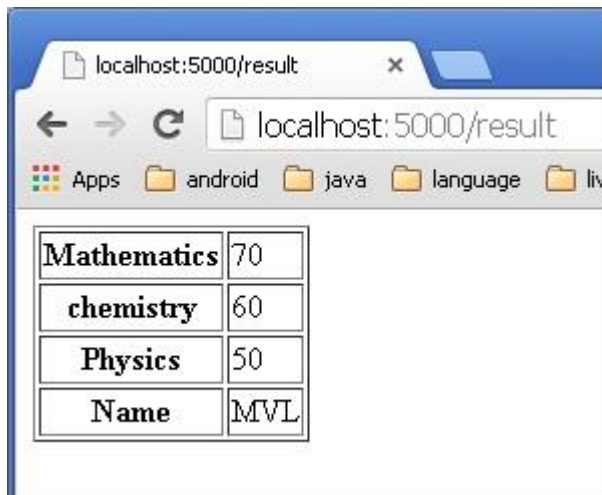 localhost:5000/result
localhost:5000/result
Apps android java language
Mathematics 70
chemistry 60
Physics 50
Name MVL